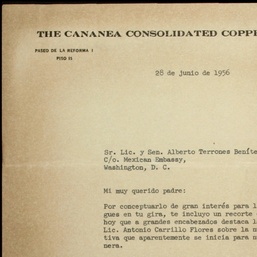 THE CANANEA CONSOLIDATED COPPE
PASEO DE LA REFORMA 1
PISO 11
28 de junio de 1956
Sr. Lic. y Sen. Alberto Terrones Beníte
C/o. Mexican Embassy,
Washington, D. C.
Mi muy querido padre:
Por conceptuarlo de gran interés para l
gues en tu gira, te incluyo un recorte
hoy que a grandes encabezados destaca l
Lic. Antonio Carrillo Flores sobre la n
tiva que aparentemente se inicia para n
nera.